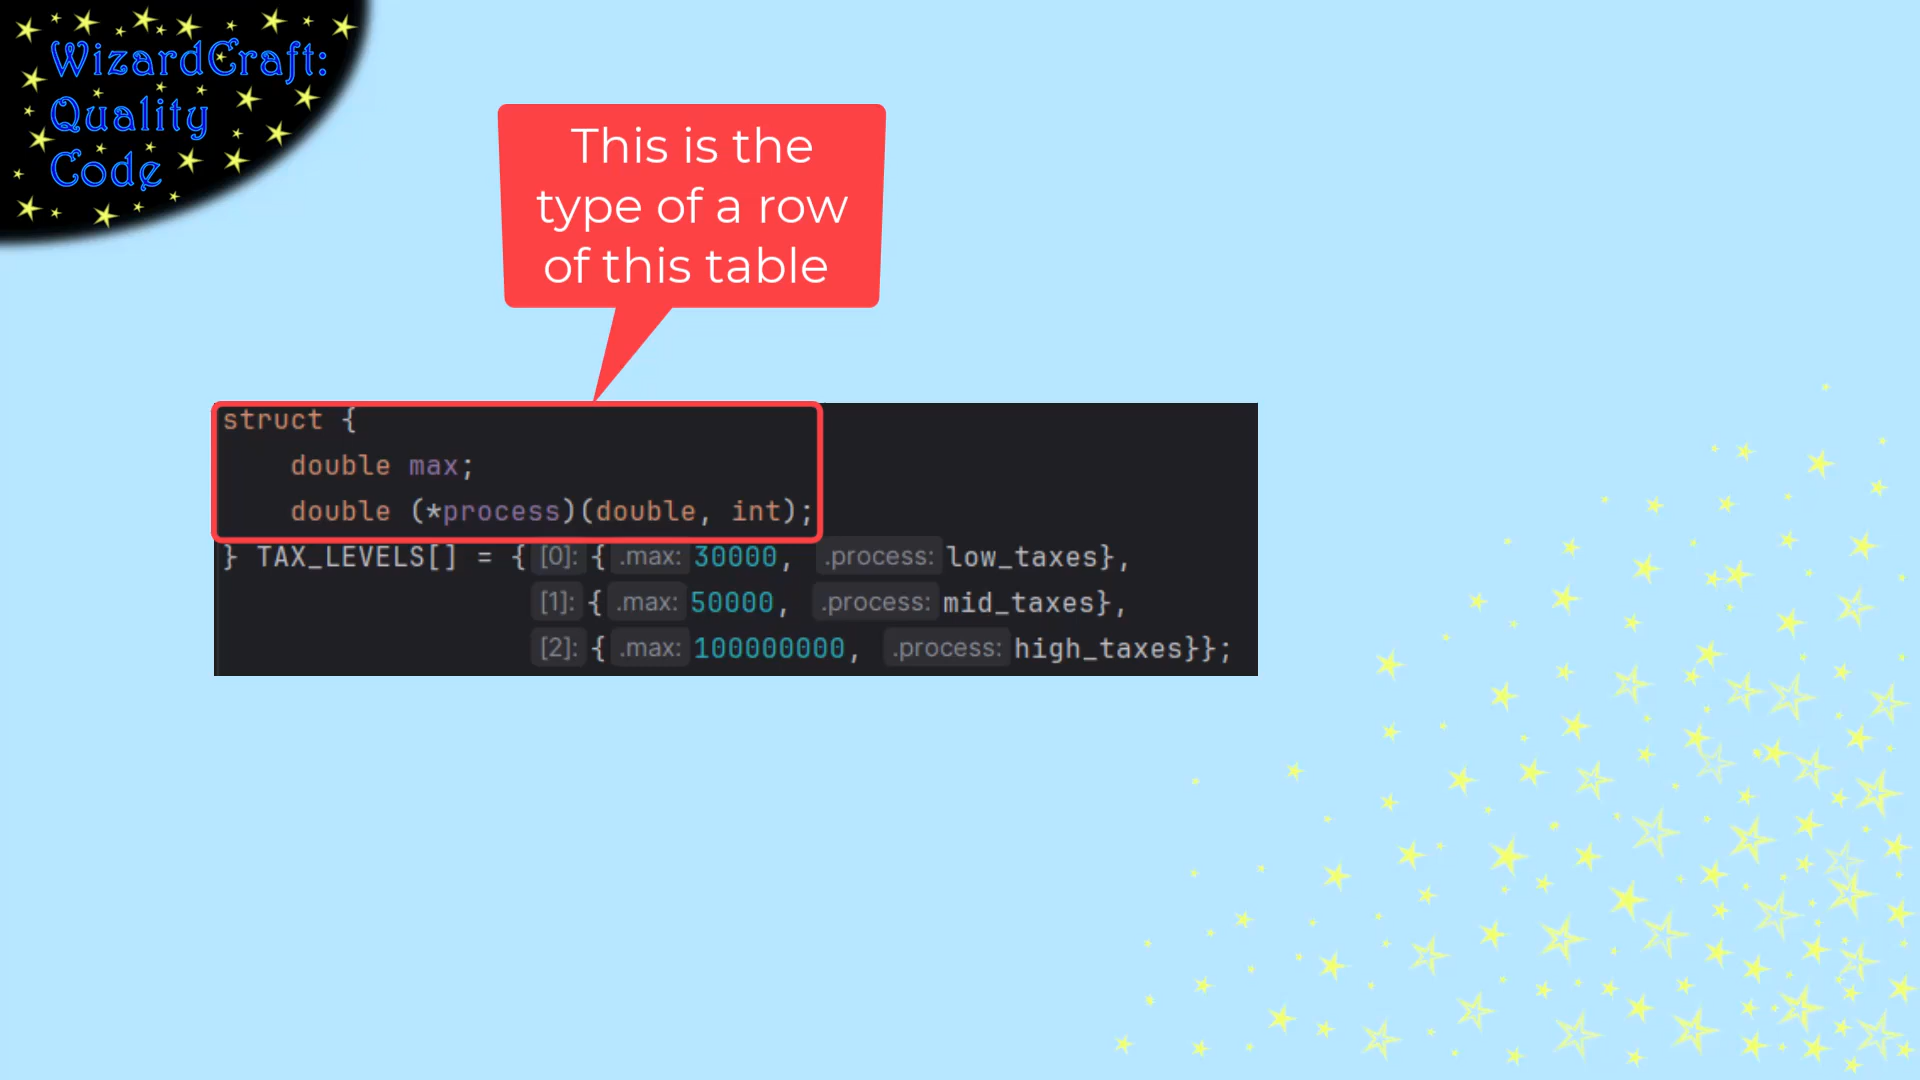 WizardCraft:
Quality
Code
This is the
type of a row
of this table
struct {
    double max;
    double (*process)(double, int);
} TAX_LEVELS[] = { [0]: { .max: 30000, .process: low_taxes},
[1]: { .max: 50000, .process: mid_taxes},
[2]: { .max: 100000000, .process: high_taxes}};